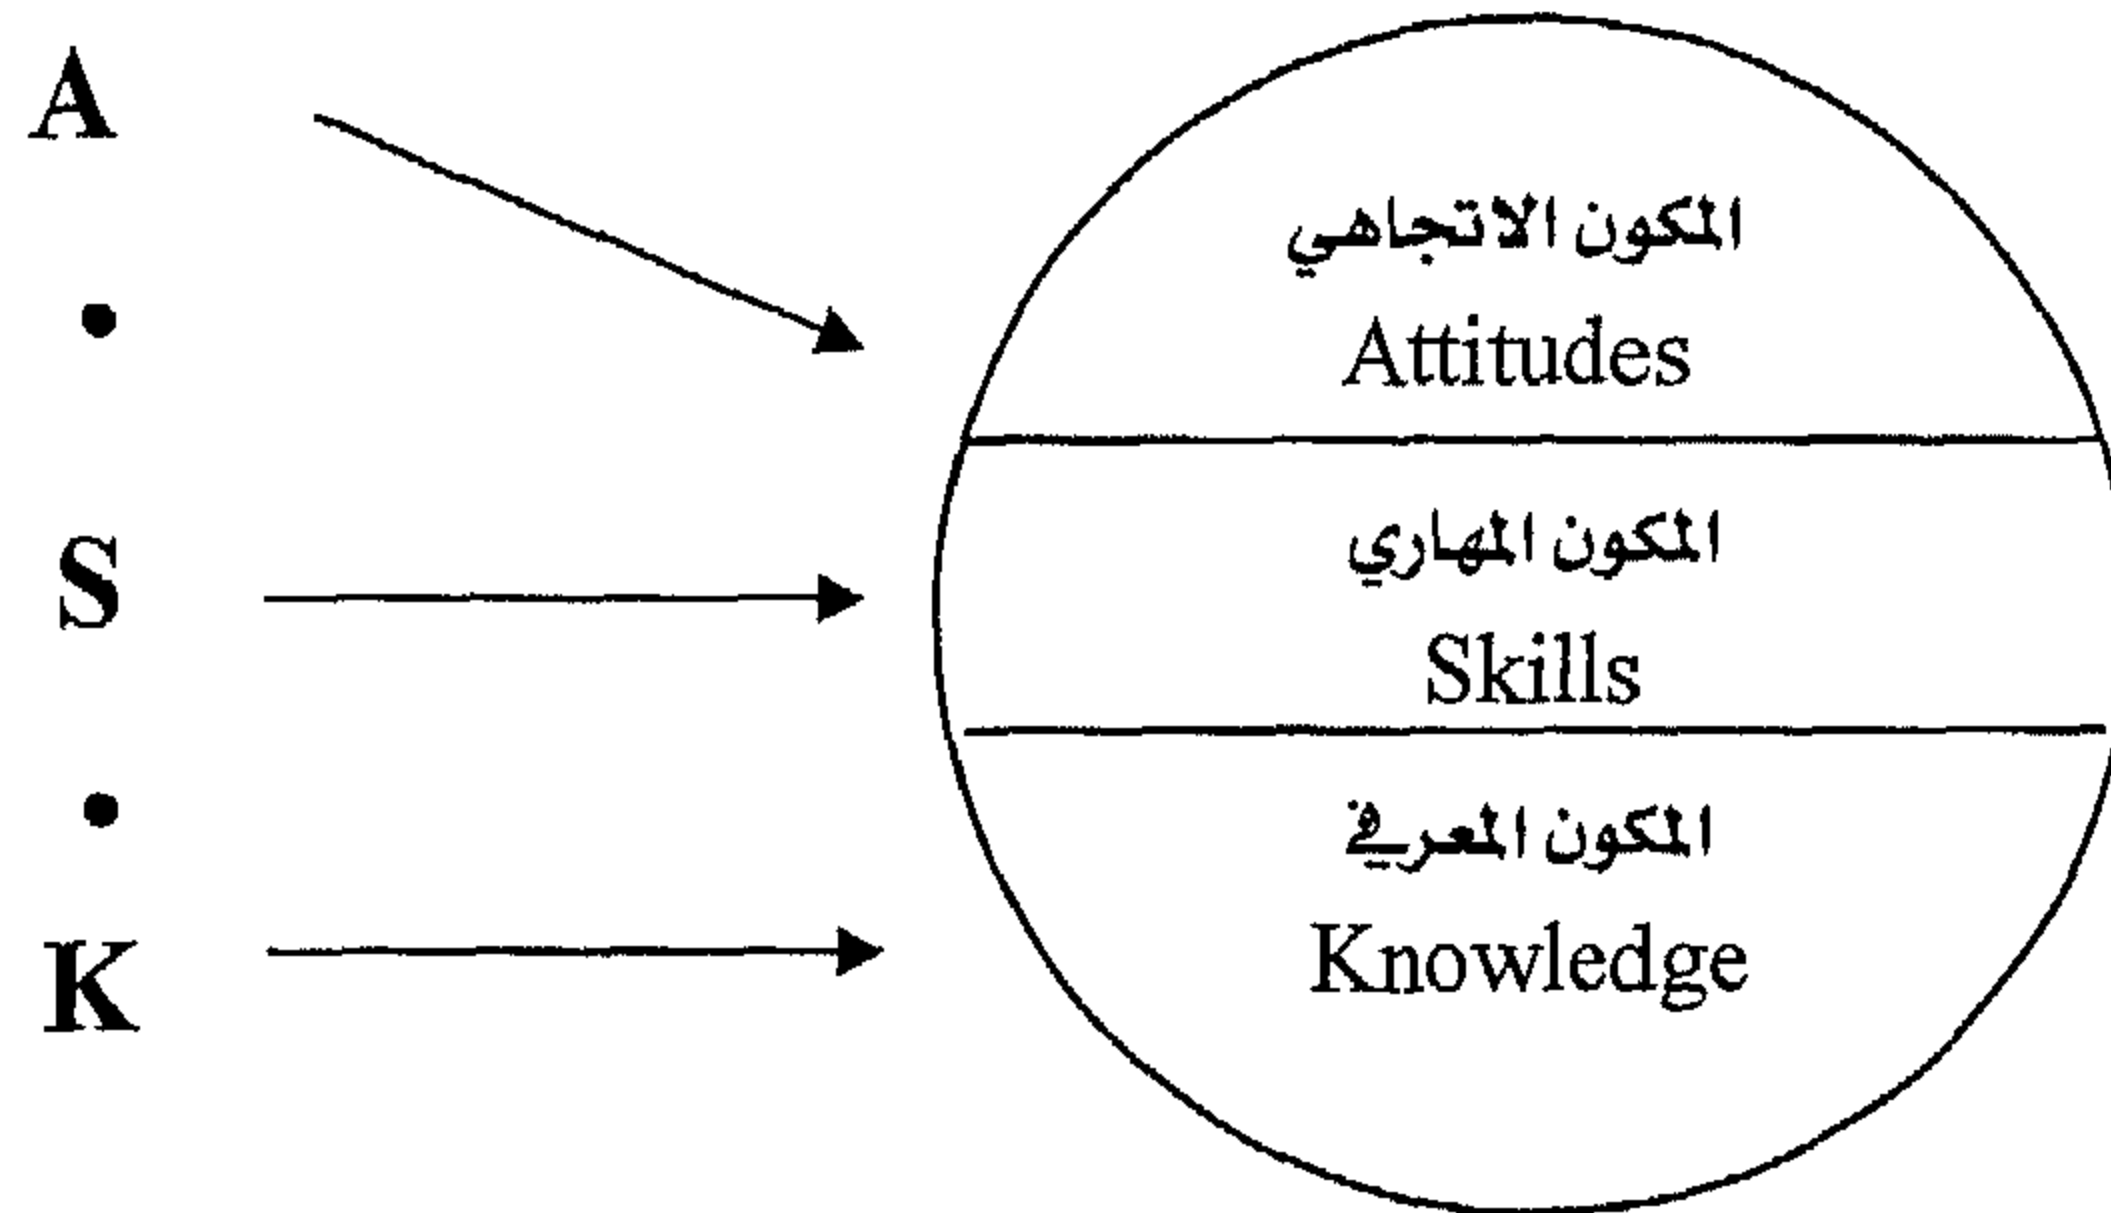 A
المكون الاتجاهي
Attitudes
•
S
المكون المهاري
Skills
•
K
المكون المعرفي
Knowledge